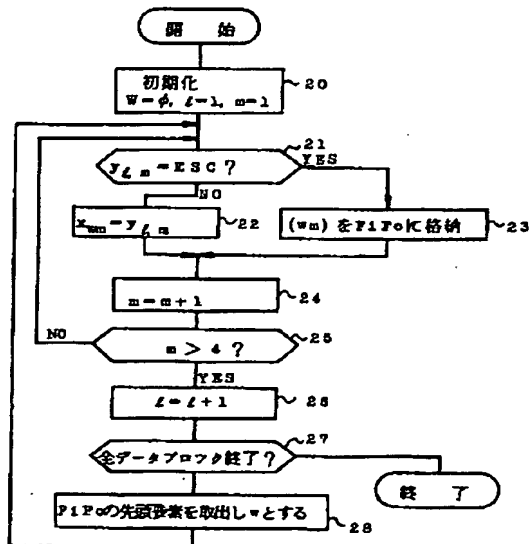 開 始
初期化
W=φ, ℓ=1, m=1
20
21
yℓm=ESC?
YES
NO
xwm=yℓm
22
(wm)をFiFoに格納
23
m=m+1
24
NO
m>4?
25
YES
ℓ=ℓ+1
26
27
全データブロック終了?
終 了
FiFoの先頭要素を取出しwとする
28